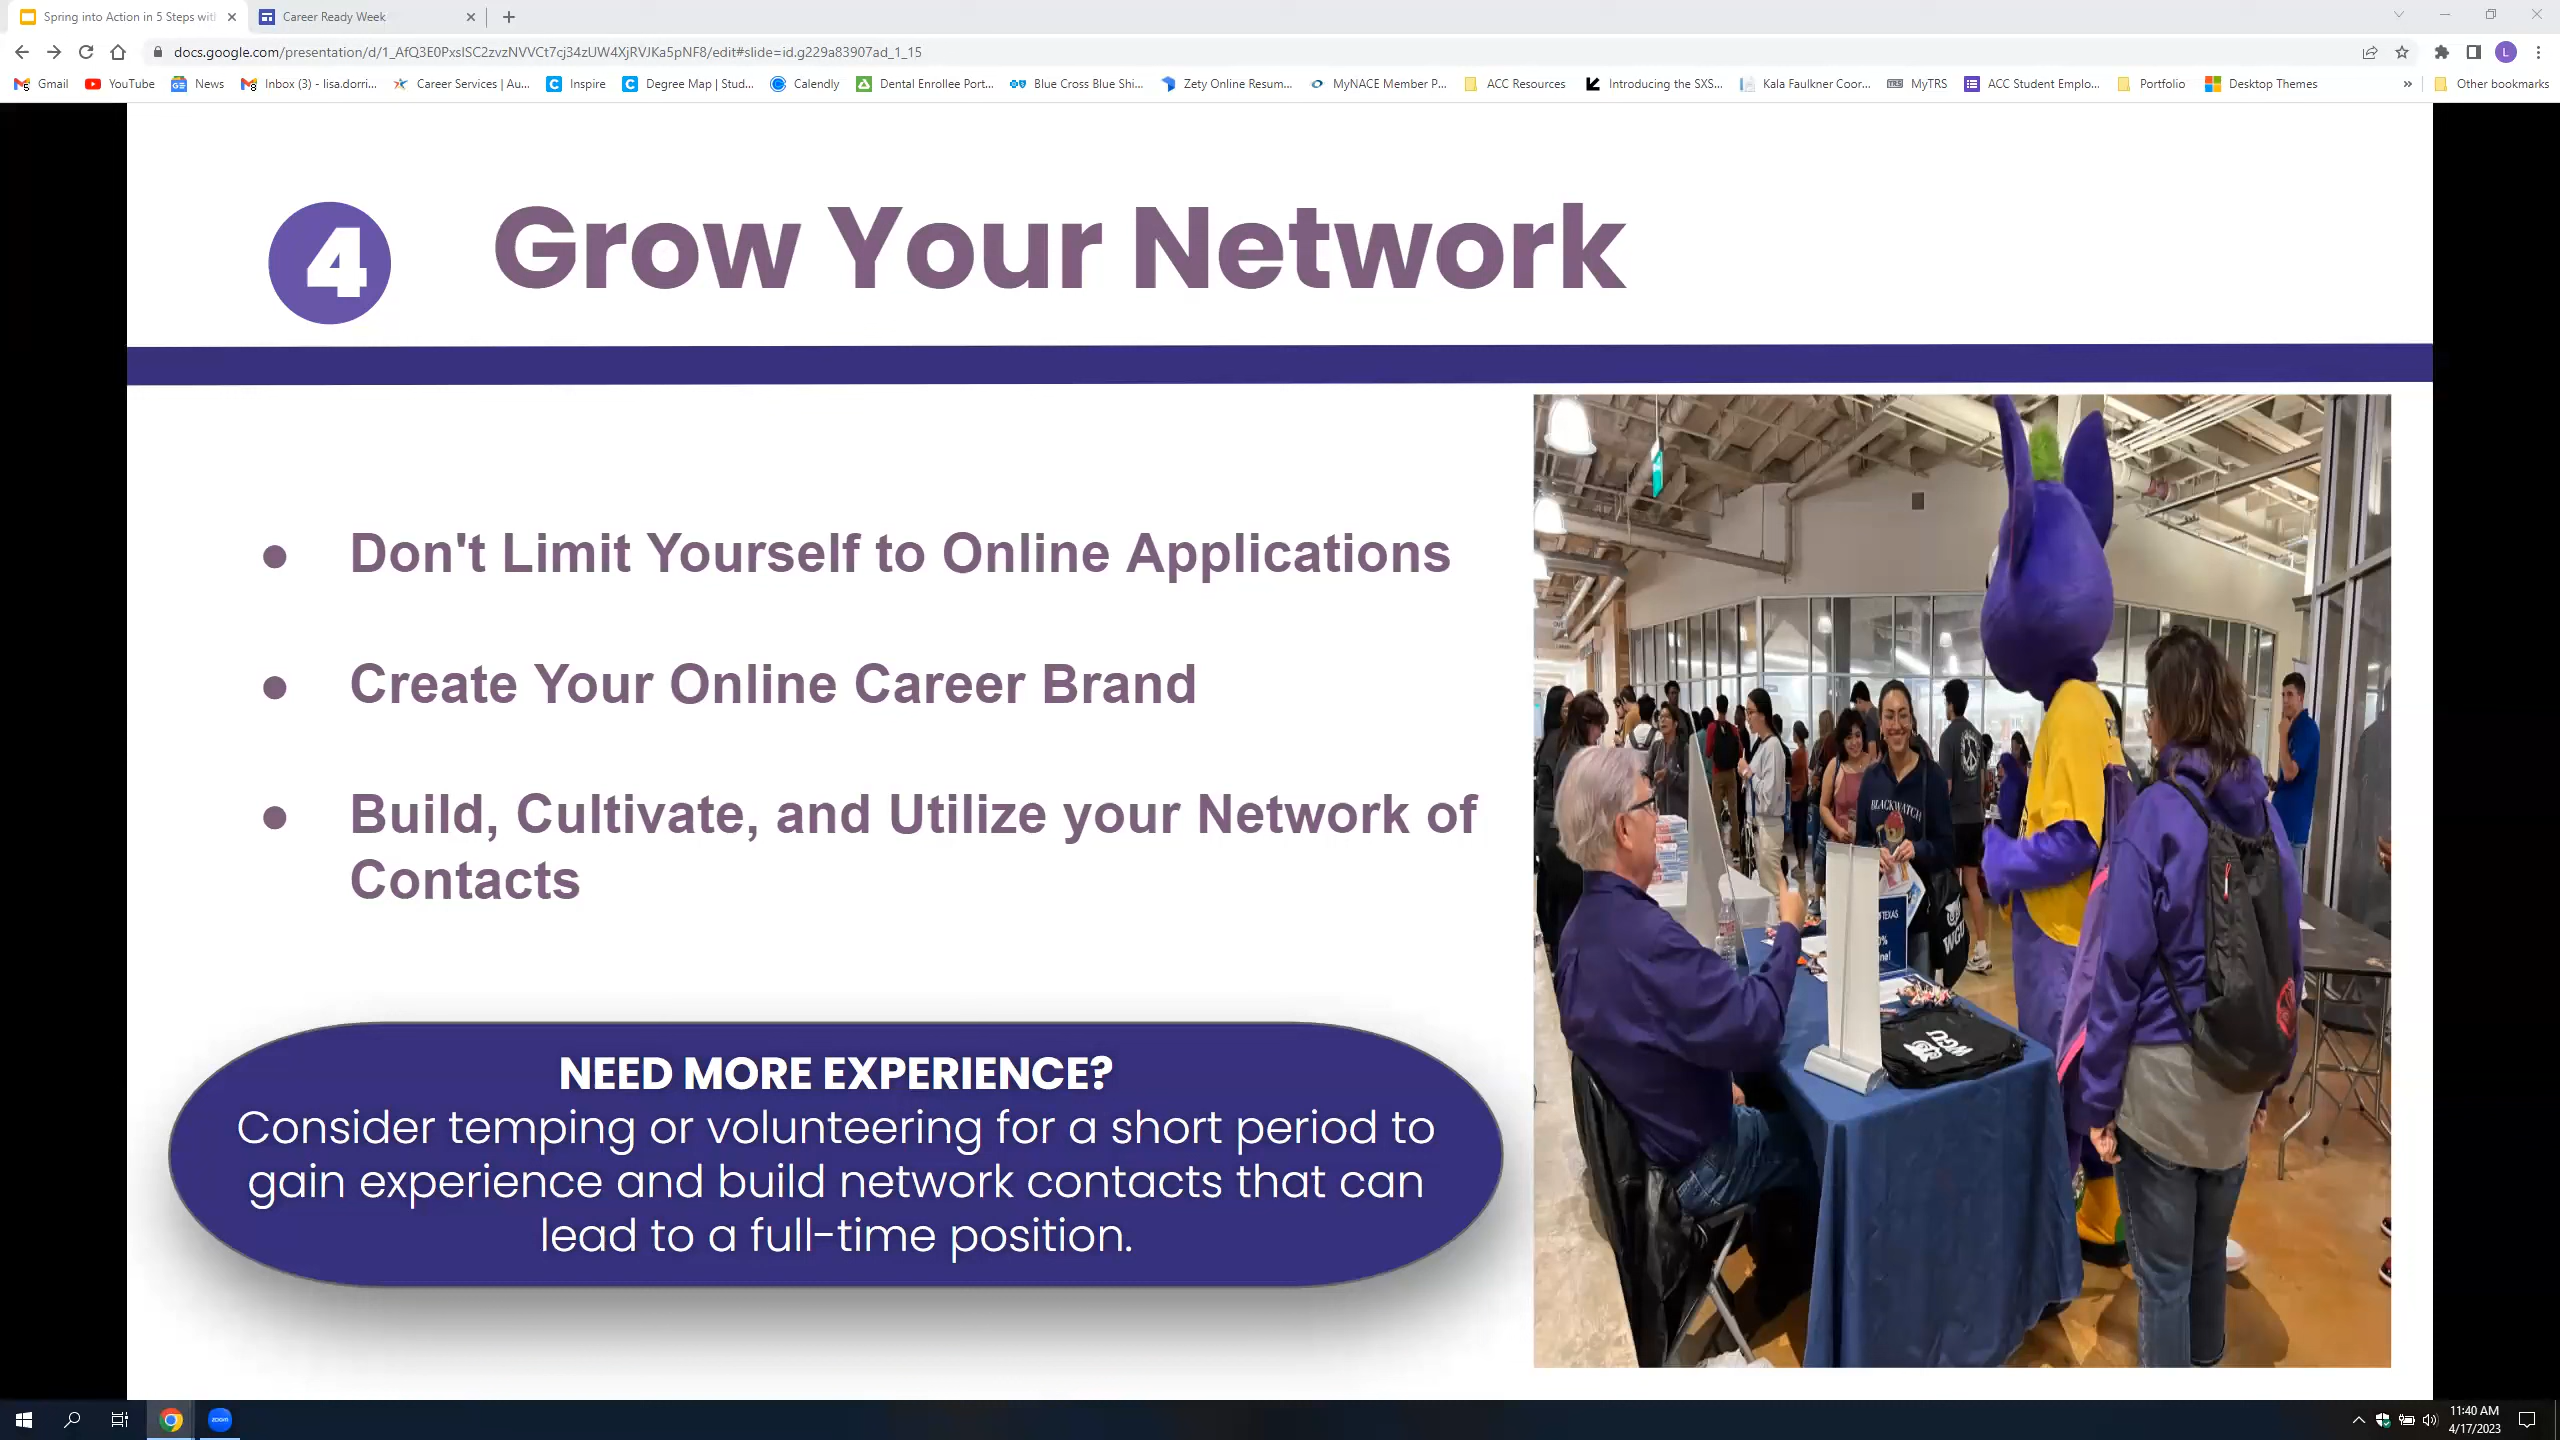 Spring into Action in 5 Steps wit
Career Ready Week
docs.google.com/presentation/d/1_AfQ3E0PxsISC2zvzNVVCt7cj34zUW4XjRVJKa5pNF8/edit#slide=id.g229a83907ad_1_15
L
Gmail
YouTube
News
Inbox (3) - lisa.dorri...
Career Services | Au...
Inspire
Degree Map | Stud...
Calendly
Dental Enrollee Port...
Blue Cross Blue Shi...
Zety Online Resum...
MyNACE Member P...
ACC Resources
Introducing the SXS...
Kala Faulkner Coor...
MyTRS
ACC Student Emplo...
Portfolio
Desktop Themes
»
Other bookmarks
4 Grow Your Network
● Don't Limit Yourself to Online Applications
● Create Your Online Career Brand
● Build, Cultivate, and Utilize your Network of
Contacts
NEED MORE EXPERIENCE?
Consider temping or volunteering for a short period to
gain experience and build network contacts that can
lead to a full-time position.
BLACKWATCH
TEXAS
WGU
WGU
zoom
11:40 AM
4/17/2023